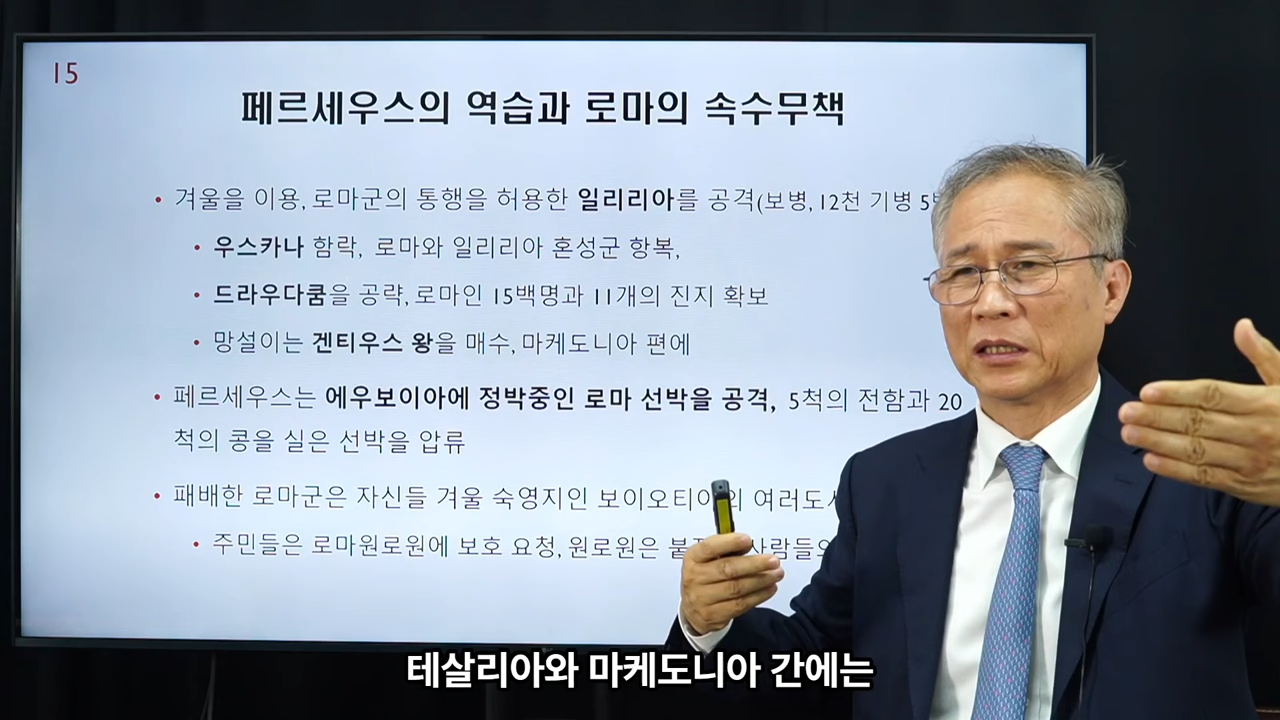 15
페르세우스의 역습과 로마의 속수무책
• 겨울을 이용, 로마군의 통행을 허용한 일리리아를 공격(보병, 12천 기병 5
• 우스카나 함락, 로마와 일리리아 혼성군 항복,
• 드라우다쿰을 공략, 로마인 15백명과 11개의 진지 확보
• 망설이는 겐티우스 왕을 매수, 마케도니아 편에
• 페르세우스는 에우보이아에 정박중인 로마 선박을 공격, 5척의 전함과 20
척의 콩을 실은 선박을 압류
• 패배한 로마군은 자신들 겨울 숙영지인 보이오티아의 여러도시
• 주민들은 로마원로원에 보호 요청, 원로원은
테살리아와 마케도니아 간에는